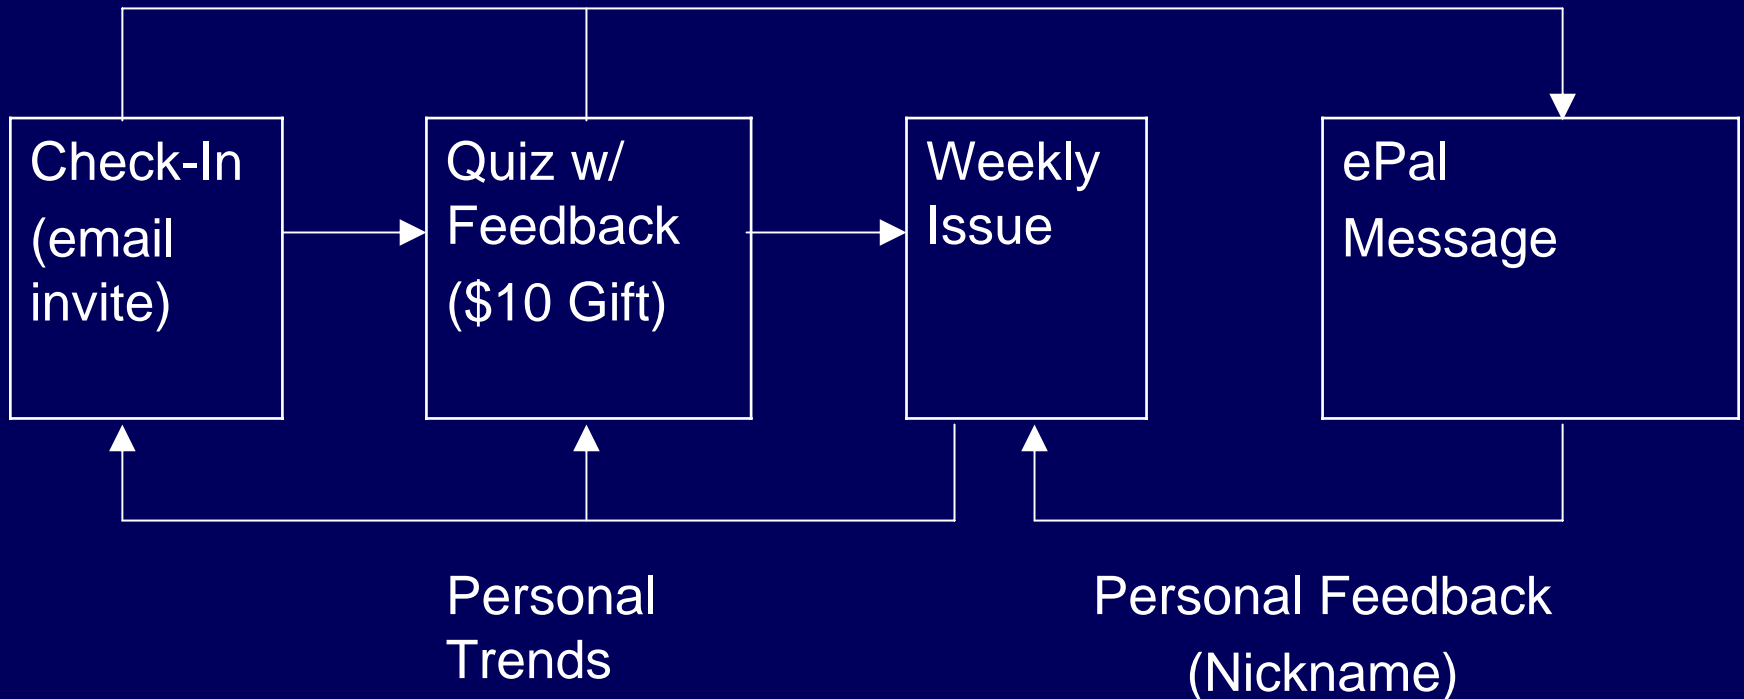 Check-In
(email
invite)
Quiz w/
Feedback
($10 Gift)
Weekly
Issue
ePal
Message
Personal
Trends
Personal Feedback
(Nickname)